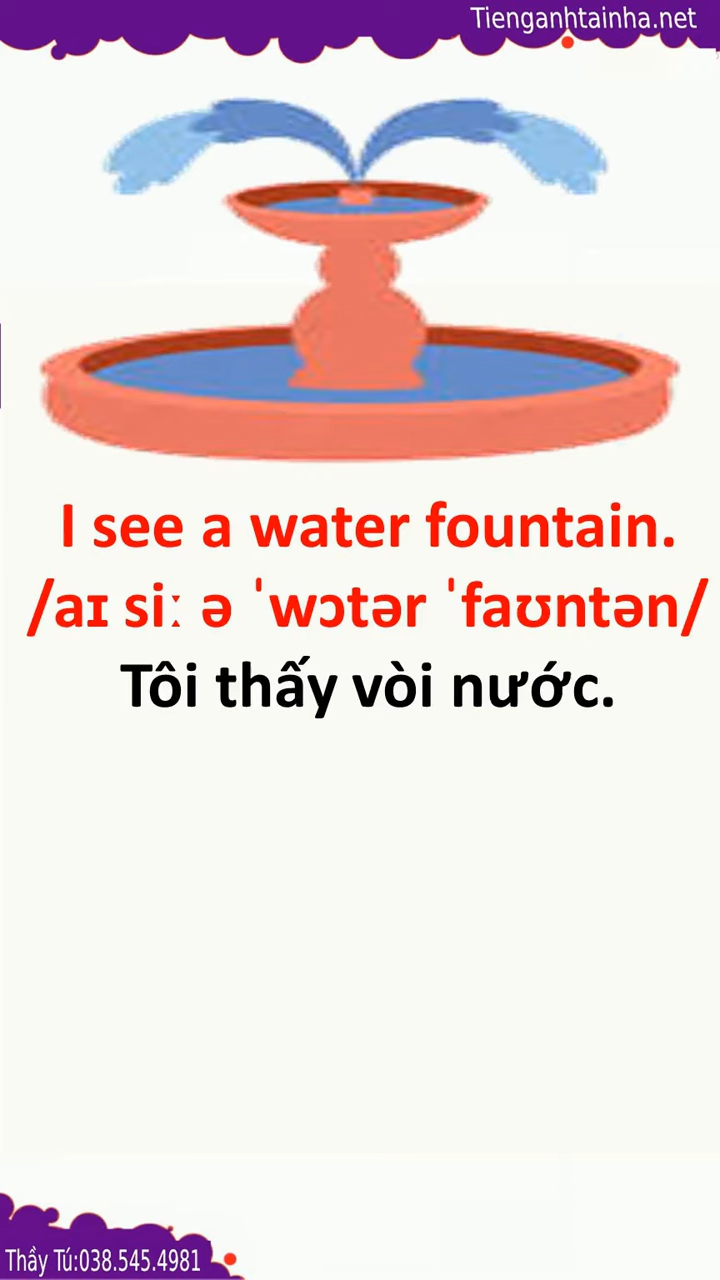 Tienganhtainha.net
I see a water fountain.
/aɪ siː ə ˈwɔtər ˈfaʊntən/
Tôi thấy vòi nước.
Thầy Tú:038.545.4981